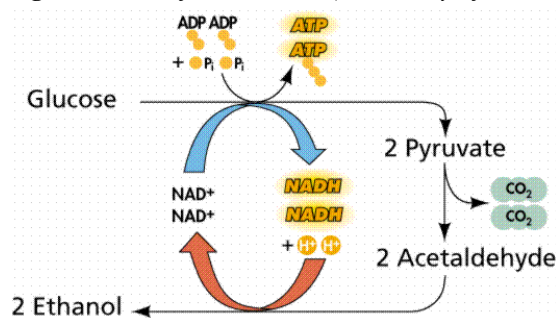 ADP ADP
ATP
ATP
+ Pi Pi
Glucose
2 Pyruvate
NAD+
NAD+
NADH
NADH
CO2
CO2
+ H+ H+
2 Acetaldehyde
2 Ethanol